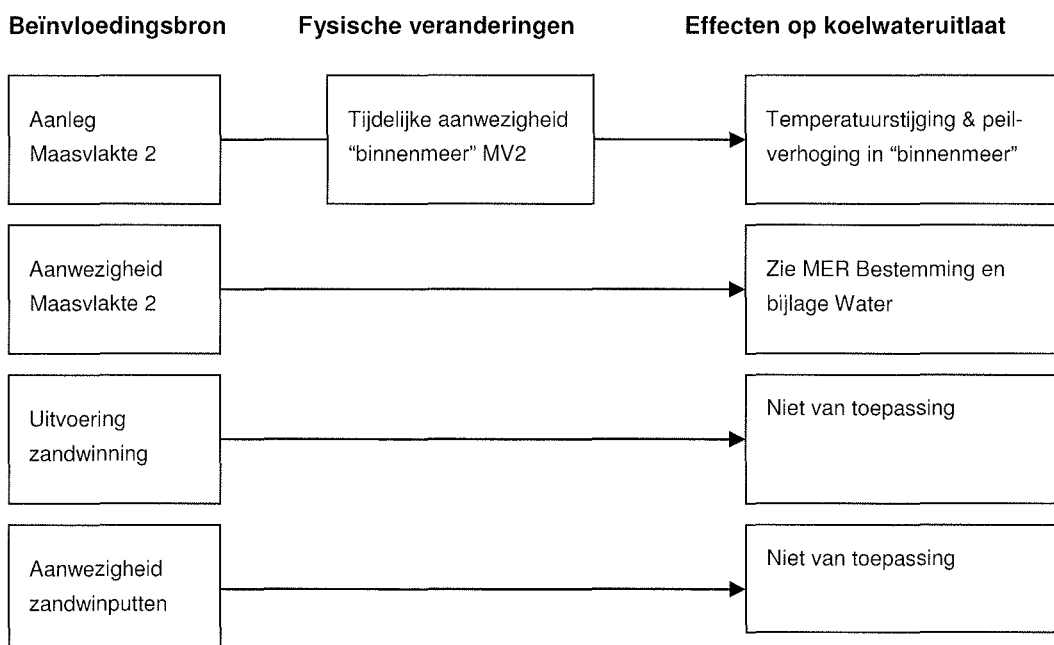 Beïnvloedingsbron Fysische veranderingen Effecten op koelwateruitlaat
Aanleg
Maasvlakte 2
Tijdelijke aanwezigheid
“binnenmeer” MV2
Temperatuurstijging & peil-
verhoging in “binnenmeer”
Aanwezigheid
Maasvlakte 2
Zie MER Bestemming en
bijlage Water
Uitvoering
zandwinning
Niet van toepassing
Aanwezigheid
zandwinputten
Niet van toepassing